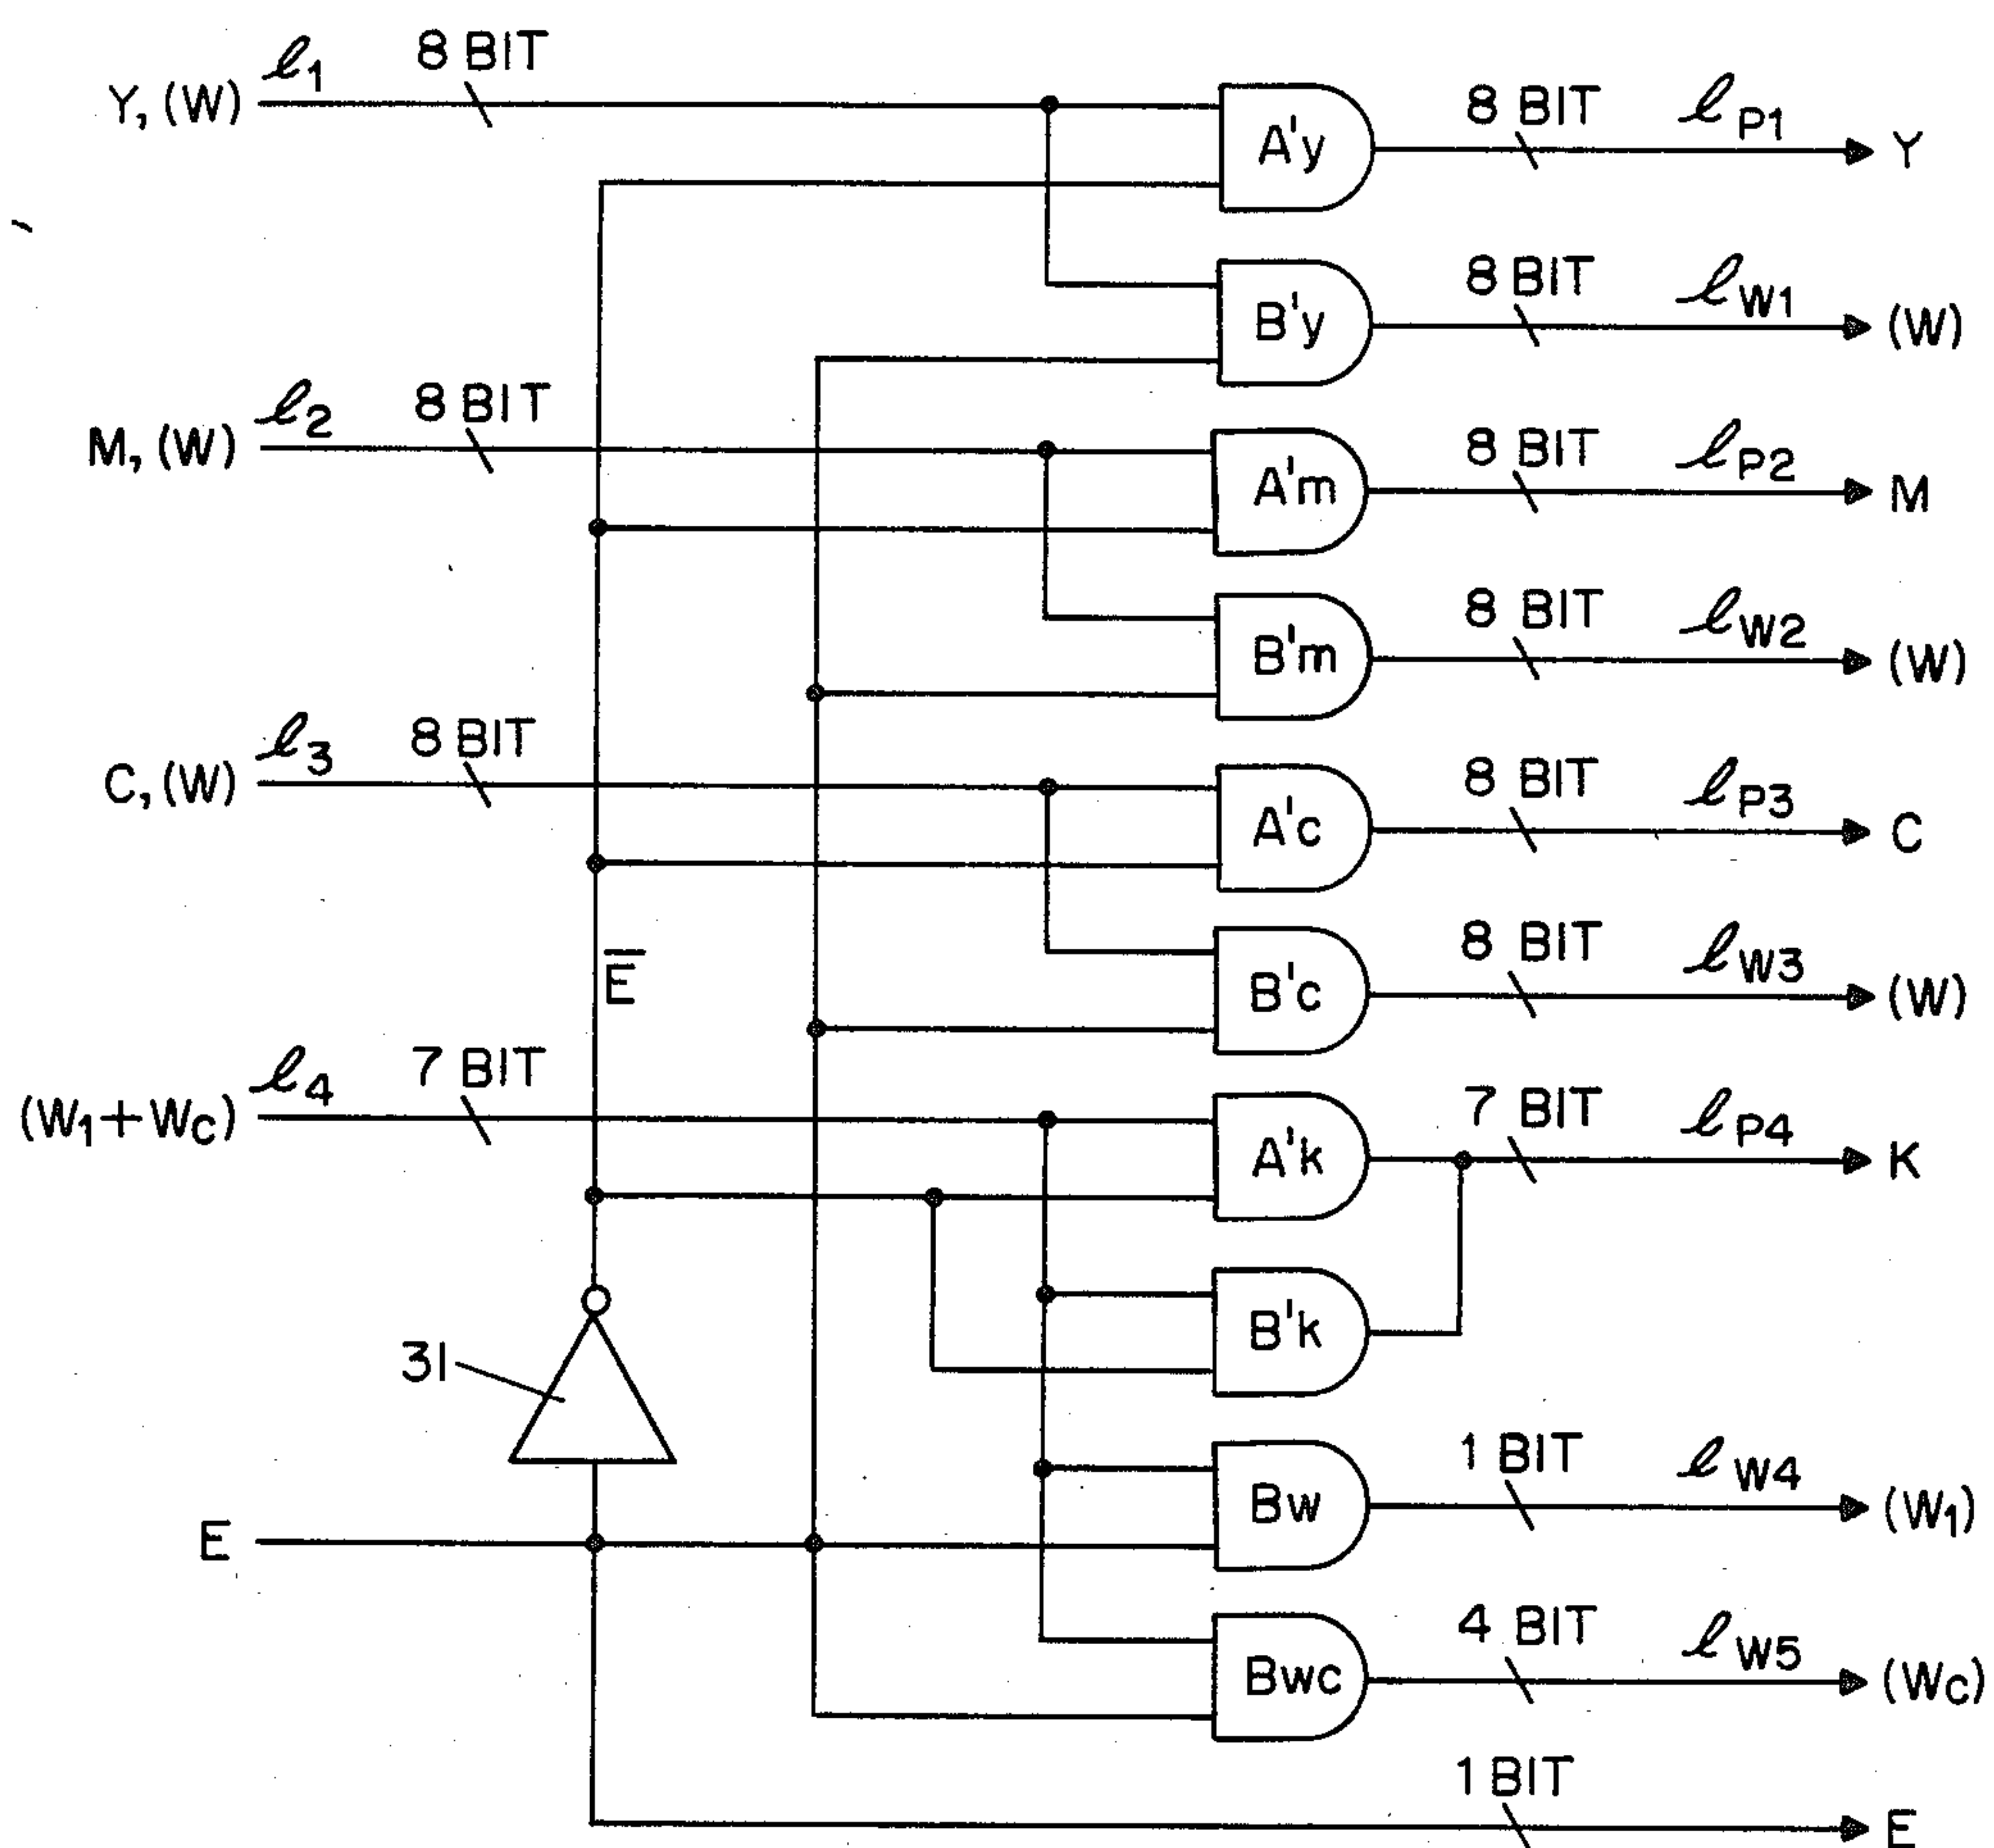 Y, (W) ℓ1 8 BIT A'y 8 BIT ℓP1 Y
B'y 8 BIT ℓW1 (W)
M, (W) ℓ2 8 BIT A'm 8 BIT ℓP2 M
B'm 8 BIT ℓW2 (W)
C, (W) ℓ3 8 BIT A'c 8 BIT ℓP3 C
E̅ B'c 8 BIT ℓW3 (W)
(W1+WC) ℓ4 7 BIT A'k 7 BIT ℓP4 K
31 B'k
Bw 1 BIT ℓW4 (W1)
E
Bwc 4 BIT ℓW5 (WC)
1 BIT E